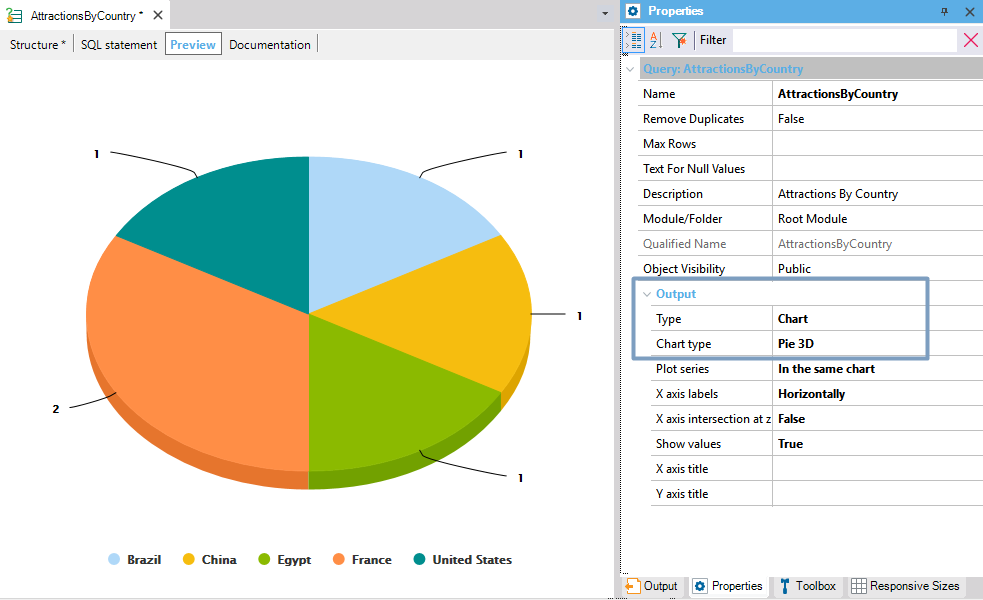 AttractionsByCountry *
Structure * SQL statement Preview Documentation
1
1
1
2
1
Brazil China Egypt France United States
Properties
Filter
Query: AttractionsByCountry
Name AttractionsByCountry
Remove Duplicates False
Max Rows
Text For Null Values
Description Attractions By Country
Module/Folder Root Module
Qualified Name AttractionsByCountry
Object Visibility Public
Output
Type Chart
Chart type Pie 3D
Plot series In the same chart
X axis labels Horizontally
X axis intersection at z False
Show values True
X axis title
Y axis title
Output Properties Toolbox Responsive Sizes